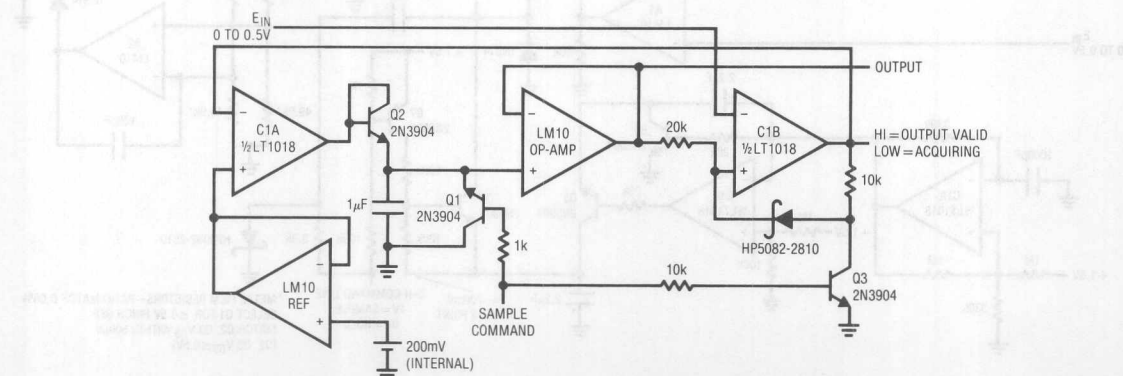 E_IN
0 TO 0.5V
−
C1A
½ LT1018
+
Q2
2N3904
1µF
Q1
2N3904
1k
SAMPLE
COMMAND
−
LM10
REF
+
200mV
(INTERNAL)
−
LM10
OP-AMP
+
20k
−
C1B
½ LT1018
+
OUTPUT
HI = OUTPUT VALID
LOW = ACQUIRING
10k
HP5082-2810
10k
Q3
2N3904